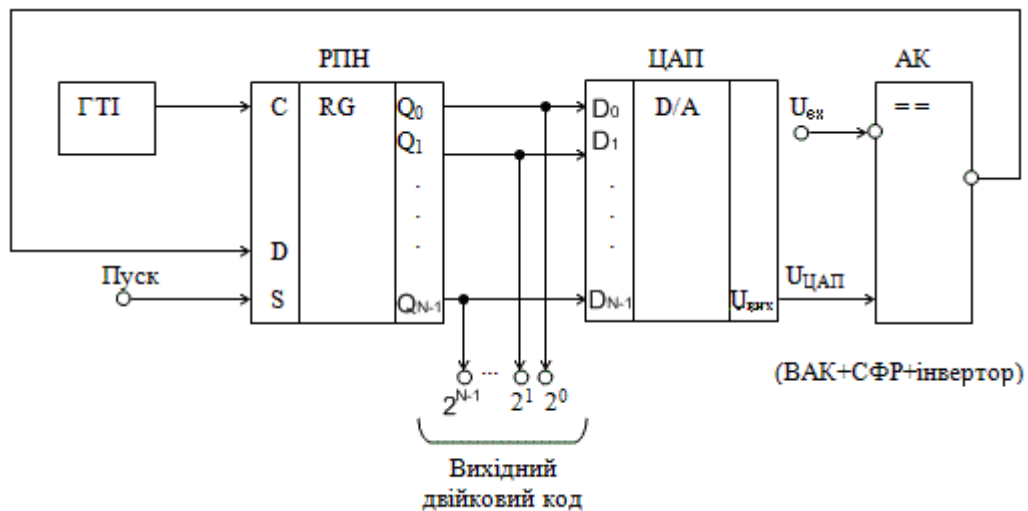 РПН
ЦАП
АК
ГТІ
C
RG
Q0
D0
D/A
Uвх
==
Q1
D1
.
.
.
.
.
.
D
Пуск
S
QN-1
DN-1
Uвих
UЦАП
(ВАК+СФР+інвертор)
2N-1
...
21
20
Вихідний
двійковий код